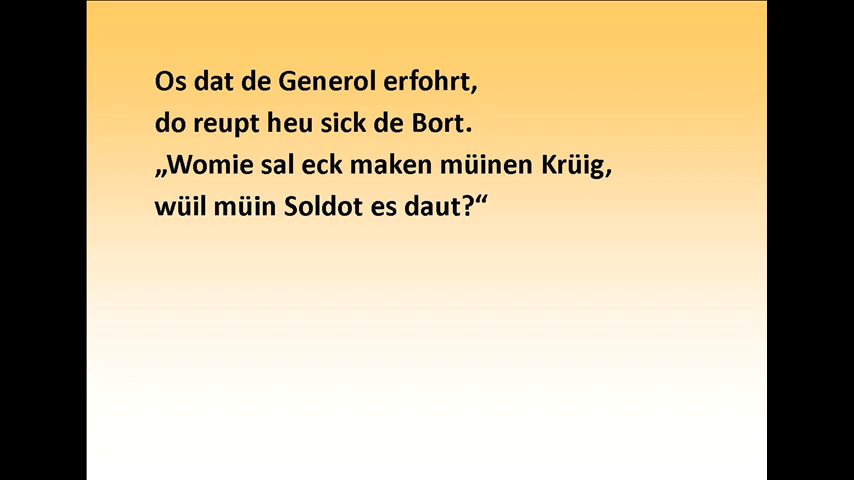 Os dat de Generol erfohrt,
do reupt heu sick de Bort.
„Womie sal eck maken müinen Krüig,
wüil müin Soldot es daut?“